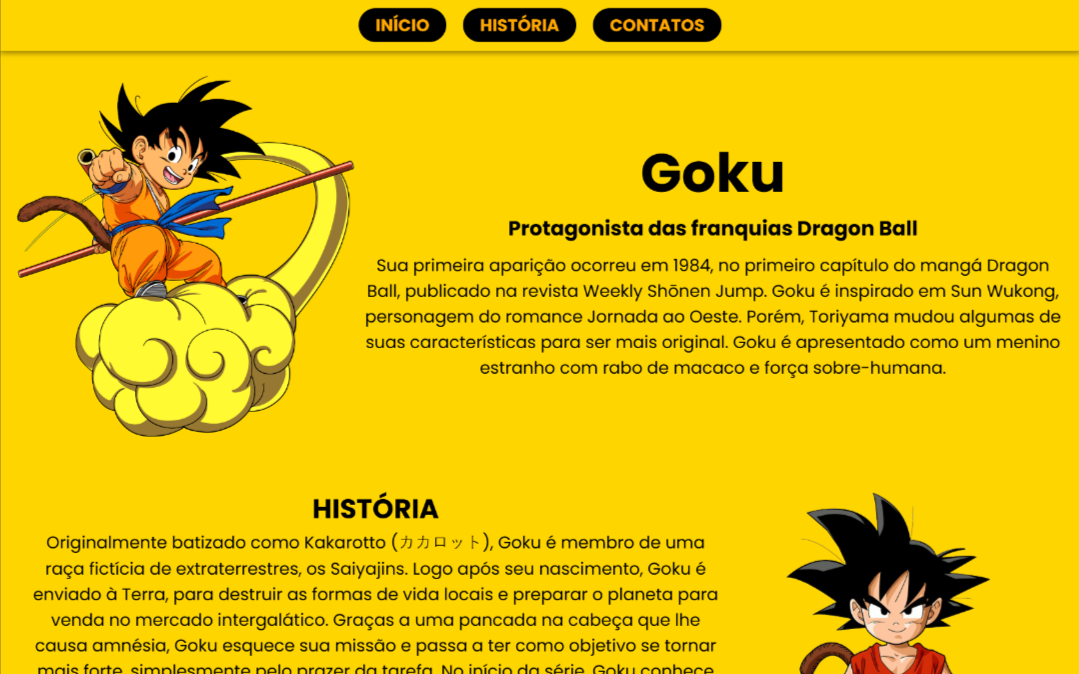 INÍCIO HISTÓRIA CONTATOS
Goku
Protagonista das franquias Dragon Ball
Sua primeira aparição ocorreu em 1984, no primeiro capítulo do mangá Dragon
Ball, publicado na revista Weekly Shōnen Jump. Goku é inspirado em Sun Wukong,
personagem do romance Jornada ao Oeste. Porém, Toriyama mudou algumas de
suas características para ser mais original. Goku é apresentado como um menino
estranho com rabo de macaco e força sobre-humana.
HISTÓRIA
Originalmente batizado como Kakarotto (カカロット), Goku é membro de uma
raça fictícia de extraterrestres, os Saiyajins. Logo após seu nascimento, Goku é
enviado à Terra, para destruir as formas de vida locais e preparar o planeta para
venda no mercado intergalático. Graças a uma pancada na cabeça que lhe
causa amnésia, Goku esquece sua missão e passa a ter como objetivo se tornar
mais forte, simplesmente pelo prazer da tarefa. No início da série, Goku conhece